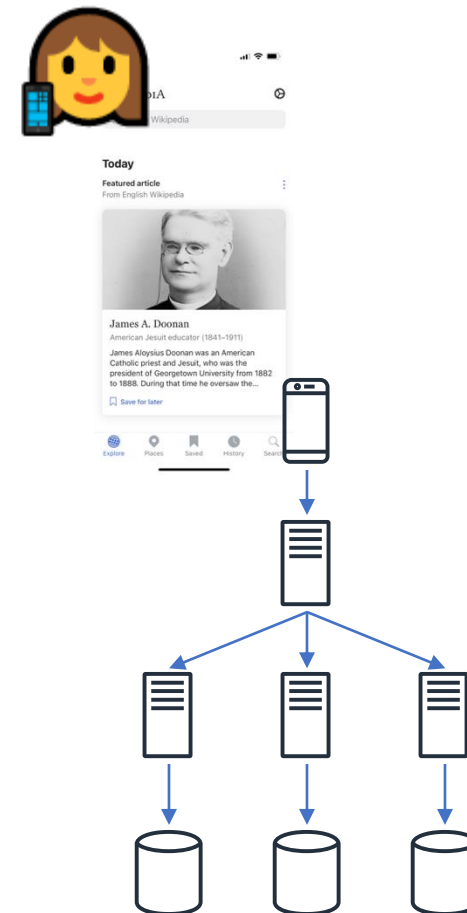 Wikipedia
Today
Featured article
From English Wikipedia
James A. Doonan
American Jesuit educator (1841–1911)
James Aloysius Doonan was an American
Catholic priest and Jesuit, who was the
president of Georgetown University from 1882
to 1888. During that time he oversaw the...
Save for later
Explore Places Saved History